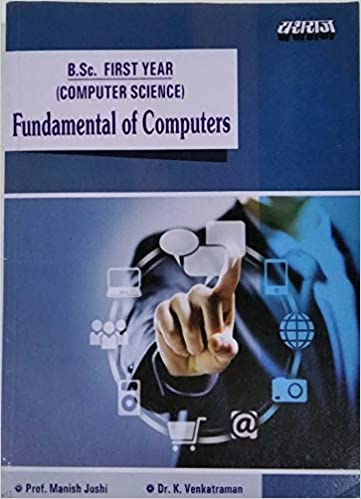 यशराज
B.Sc. FIRST YEAR
(COMPUTER SCIENCE)
Fundamental of Computers
@
Prof. Manish Joshi
Dr. K. Venkatraman